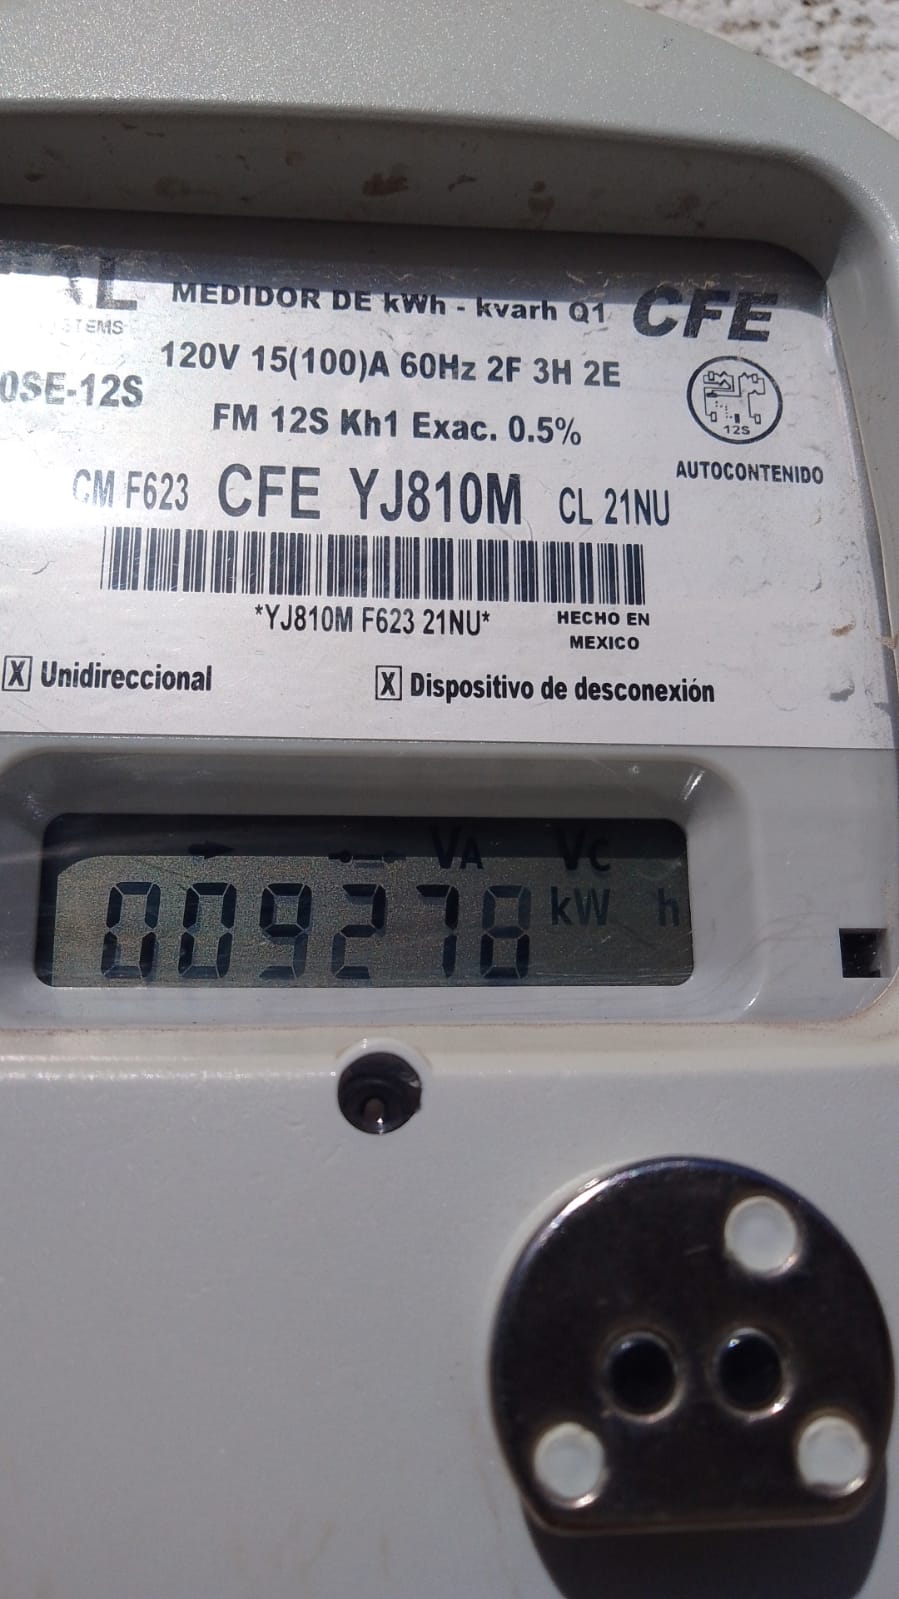 MEDIDOR DE kWh - kvarh Q1 CFE
120V 15(100)A 60Hz 2F 3H 2E
0SE-12S
FM 12S Kh1 Exac. 0.5%
12S
AUTOCONTENIDO
CM F623 CFE YJ810M CL 21NU
*YJ810M F623 21NU*
HECHO EN
MEXICO
X Unidireccional
X Dispositivo de desconexión
VA VC
009278 kW h